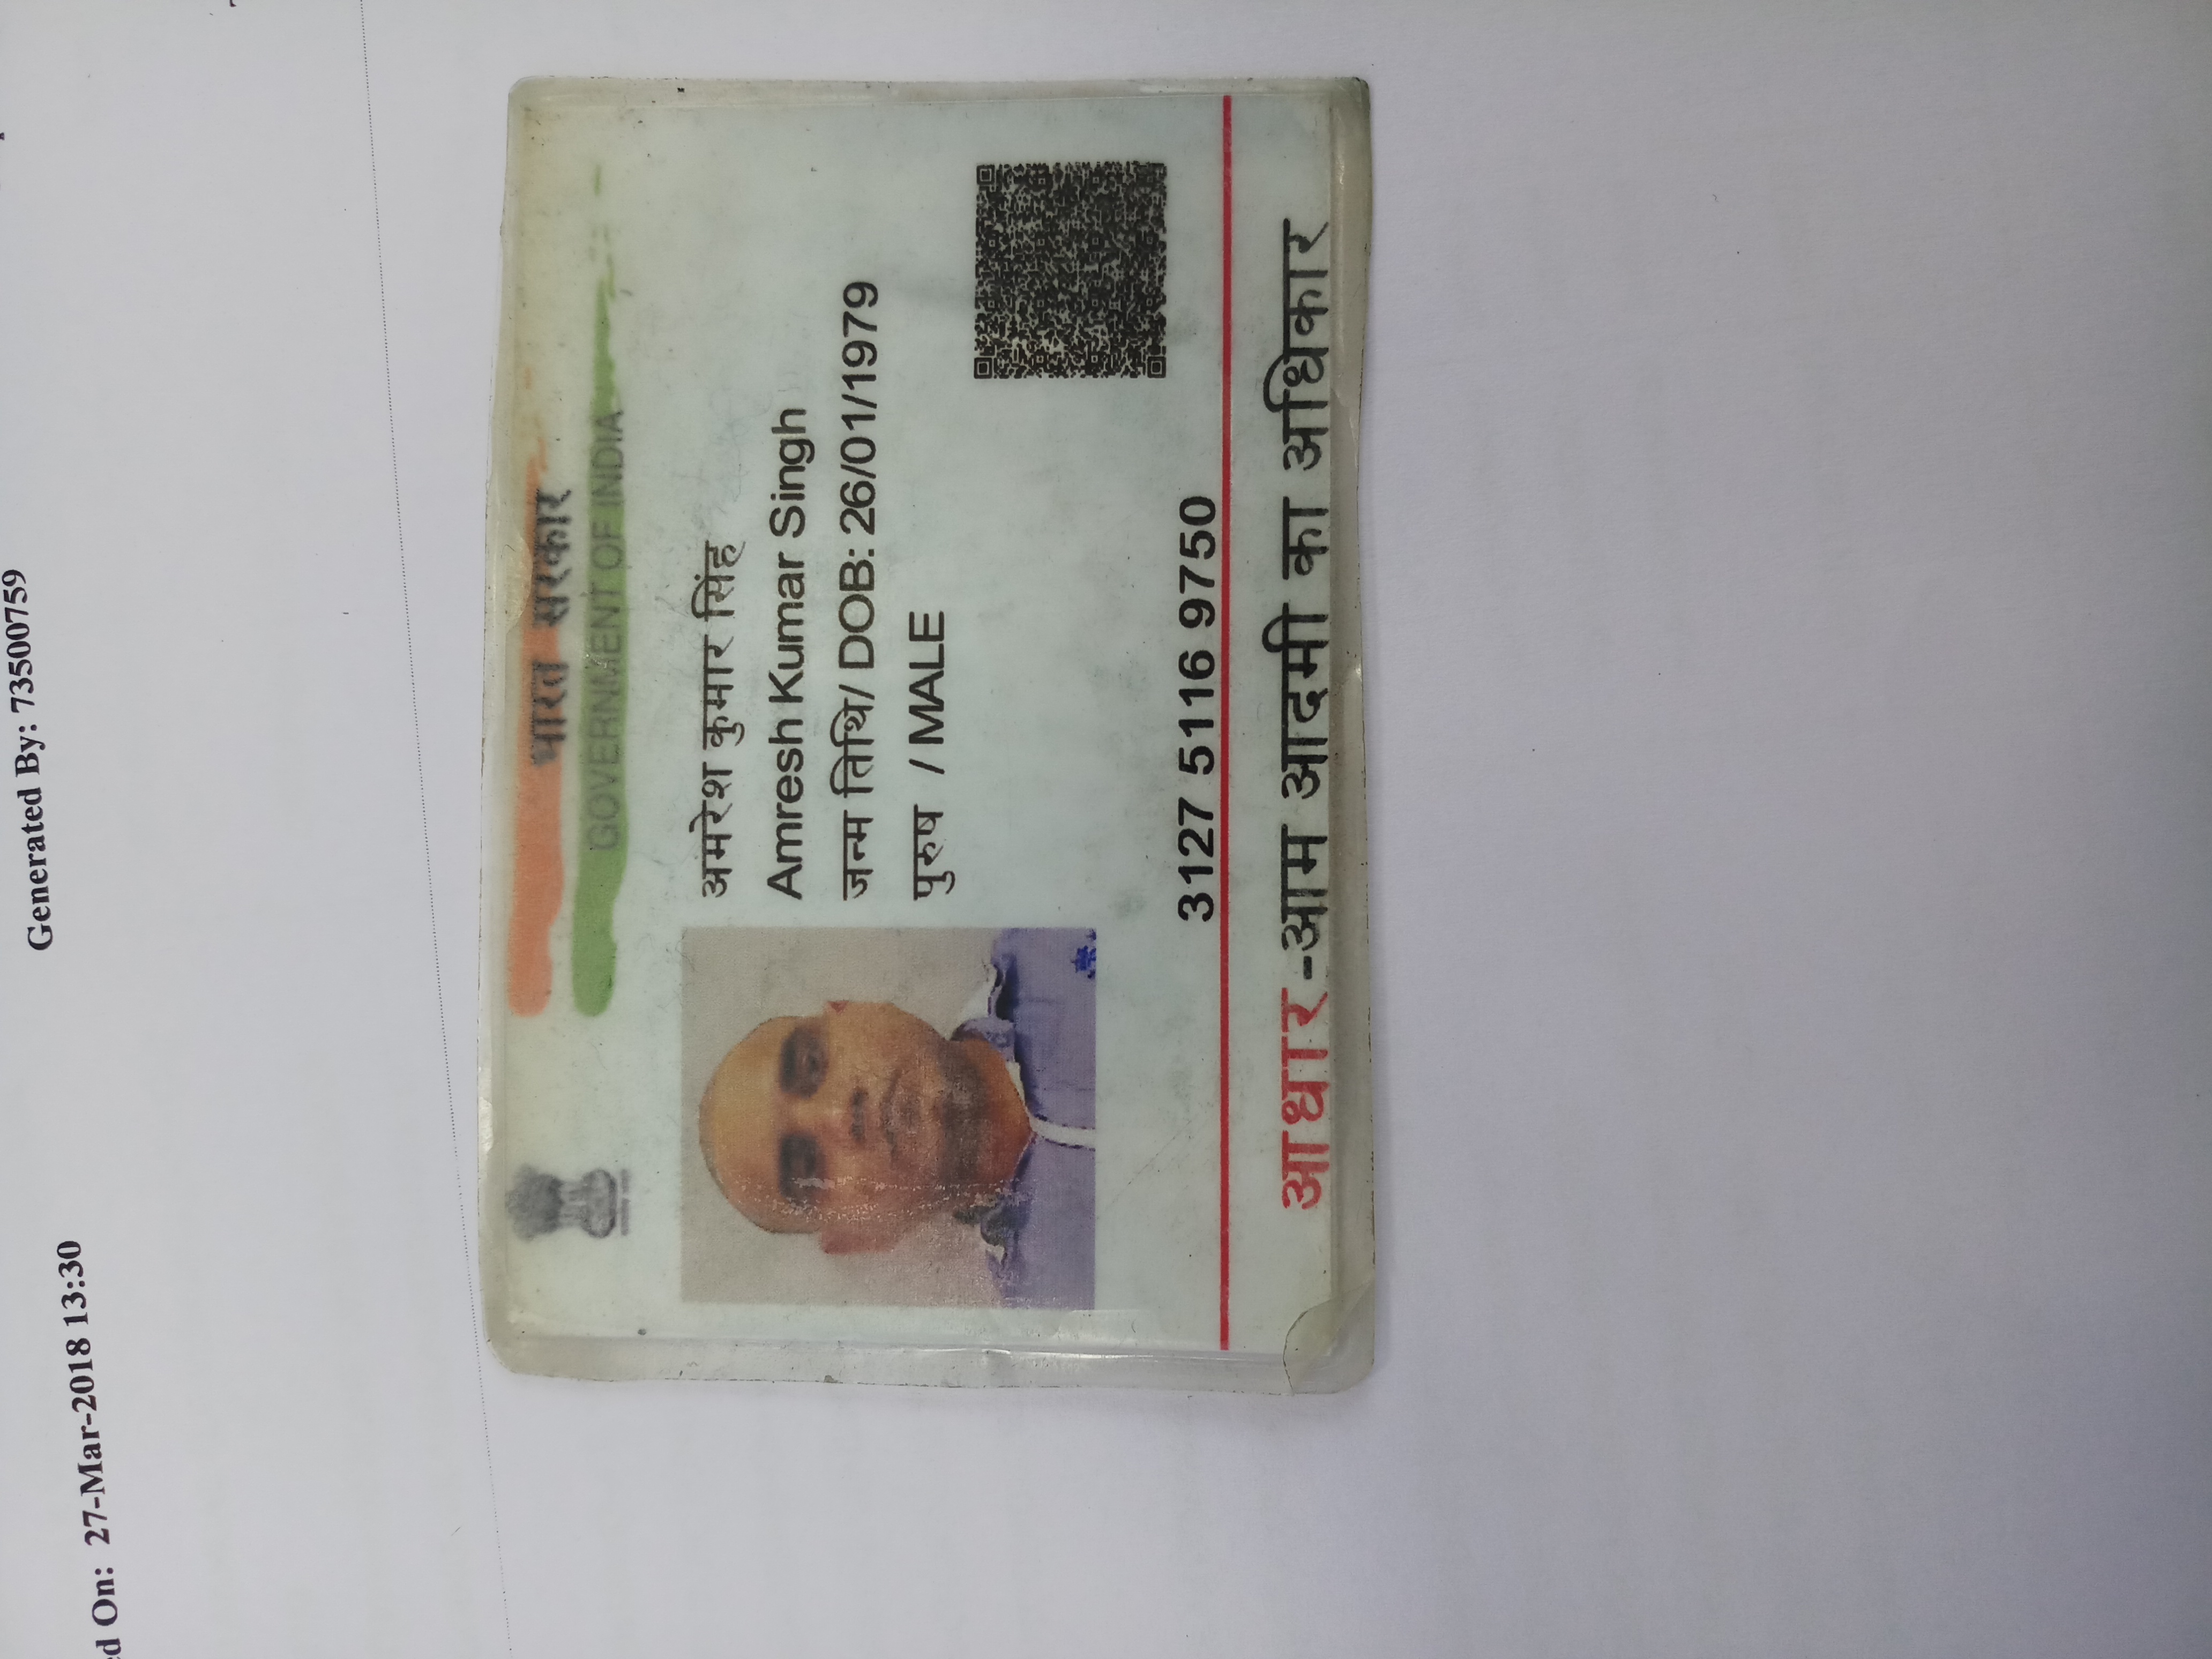 Generated By: 73500759
ed On: 27-Mar-2018 13:30
भारत सरकार
GOVERNMENT OF INDIA
अमरेश कुमार सिंह
Amresh Kumar Singh
जन्म तिथि/ DOB: 26/01/1979
पुरुष / MALE
3127 5116 9750
आधार-आम आदमी का अधिकार